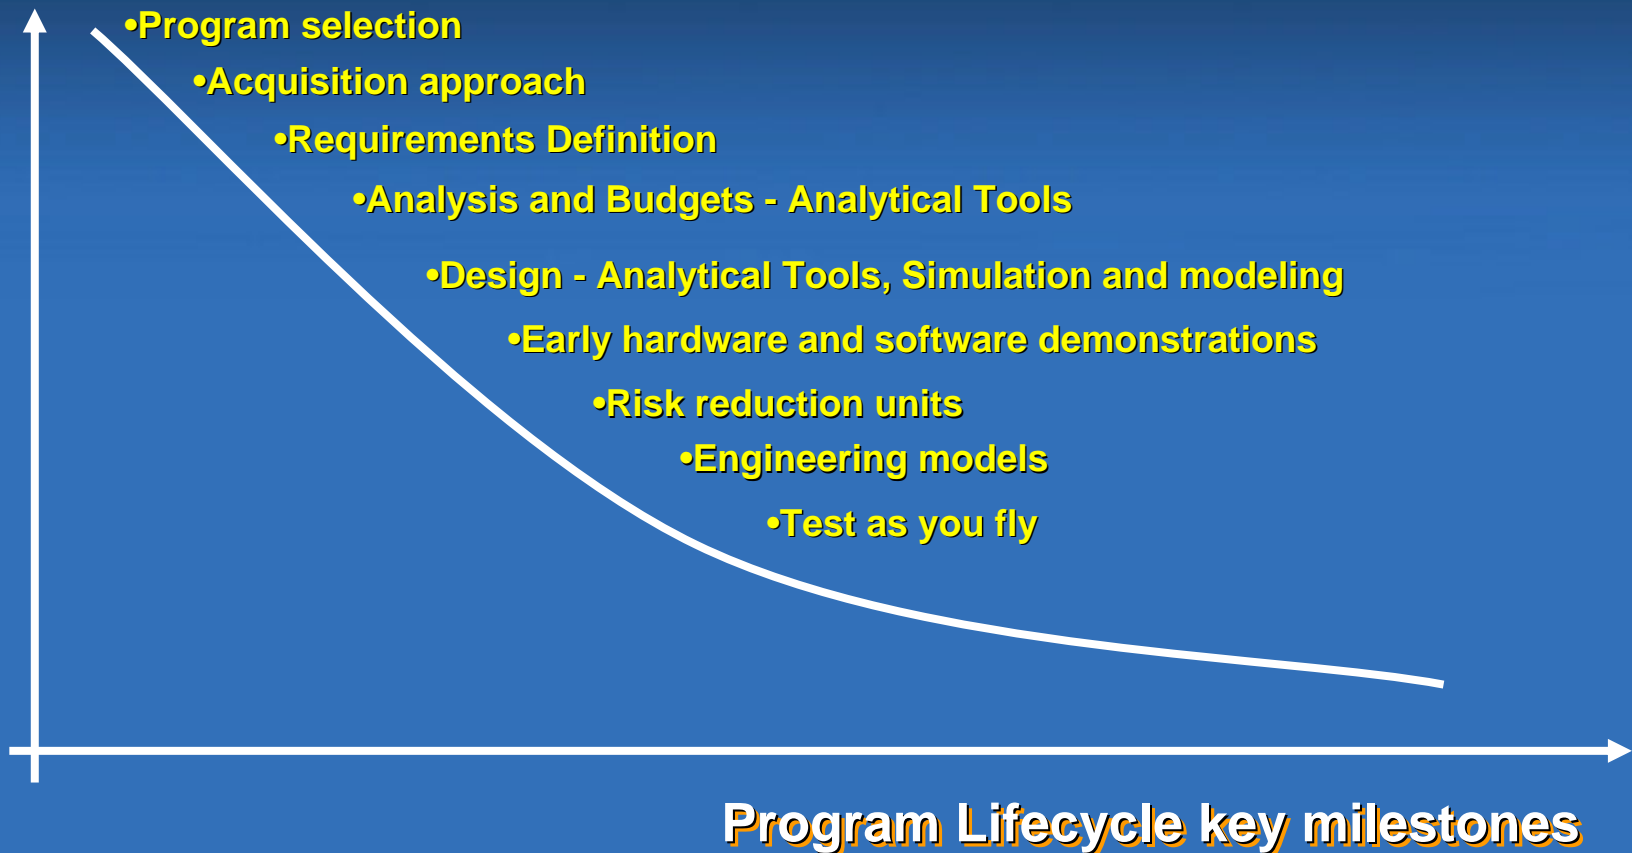 •Program selection
•Acquisition approach
•Requirements Definition
•Analysis and Budgets - Analytical Tools
•Design - Analytical Tools, Simulation and modeling
•Early hardware and software demonstrations
•Risk reduction units
•Engineering models
•Test as you fly
Program Lifecycle key milestones